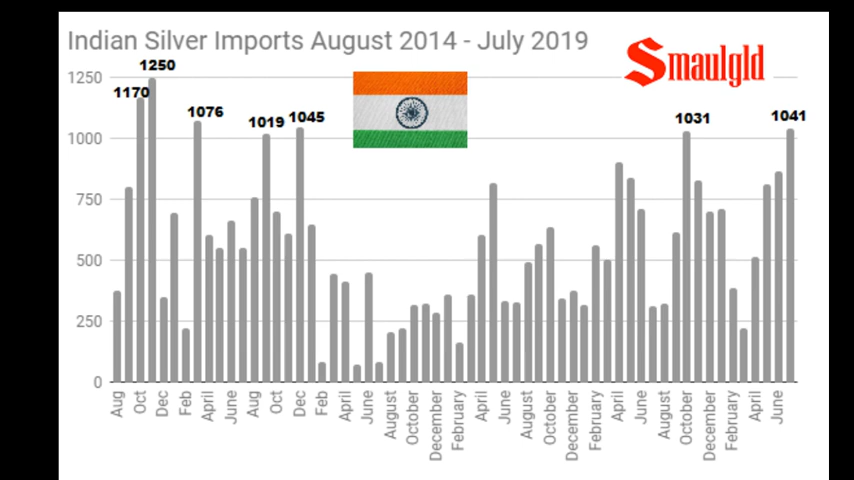 Indian Silver Imports August 2014 - July 2019
Smaulgld
1250
1170
1076
1019
1045
1031
1041
1250
1000
750
500
250
0
Aug
Oct
Dec
Feb
April
June
Aug
Oct
Dec
Feb
April
June
August
October
December
February
April
June
August
October
December
February
April
June
August
October
December
February
April
June